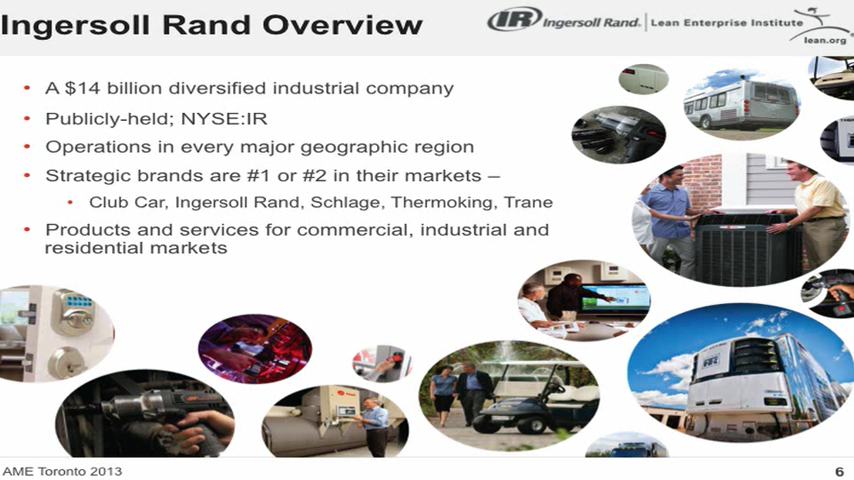 Ingersoll Rand Overview
IR Ingersoll Rand. Lean Enterprise Institute
lean.org
• A $14 billion diversified industrial company
• Publicly-held; NYSE:IR
• Operations in every major geographic region
• Strategic brands are #1 or #2 in their markets –
• Club Car, Ingersoll Rand, Schlage, Thermoking, Trane
• Products and services for commercial, industrial and
residential markets
AME Toronto 2013
6